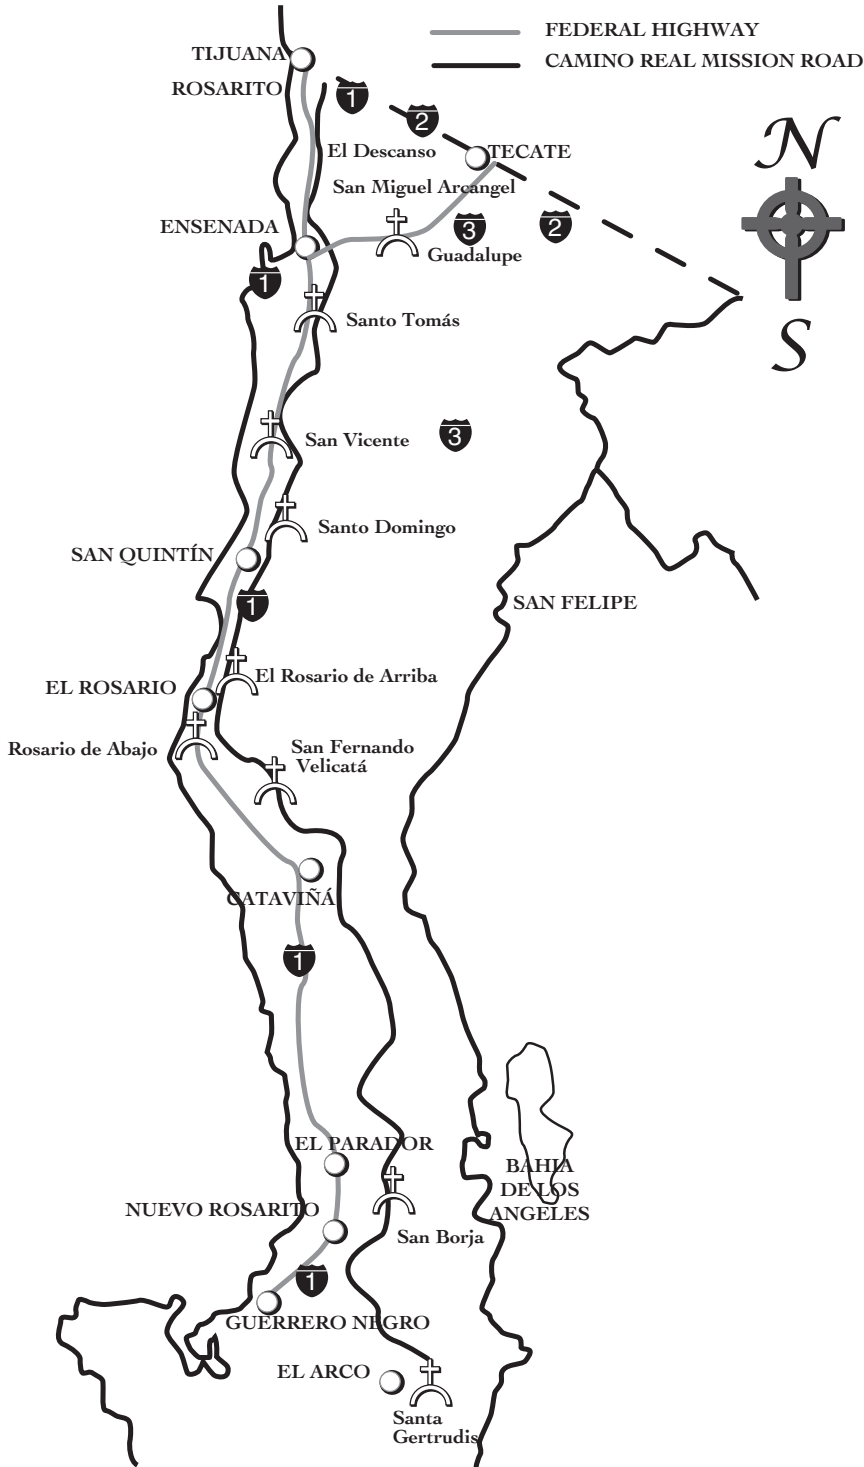 FEDERAL HIGHWAY
CAMINO REAL MISSION ROAD
TIJUANA
ROSARITO
1
2
El Descanso
TECATE
San Miguel Arcangel
N
ENSENADA
3
2
Guadalupe
1
Santo Tomás
S
San Vicente
3
Santo Domingo
SAN QUINTÍN
1
SAN FELIPE
El Rosario de Arriba
EL ROSARIO
Rosario de Abajo
San Fernando
Velicatá
CATAVIÑÁ
1
EL PARADOR
BAHIA
DE LOS
ANGELES
NUEVO ROSARITO
San Borja
1
GUERRERO NEGRO
EL ARCO
Santa
Gertrudis